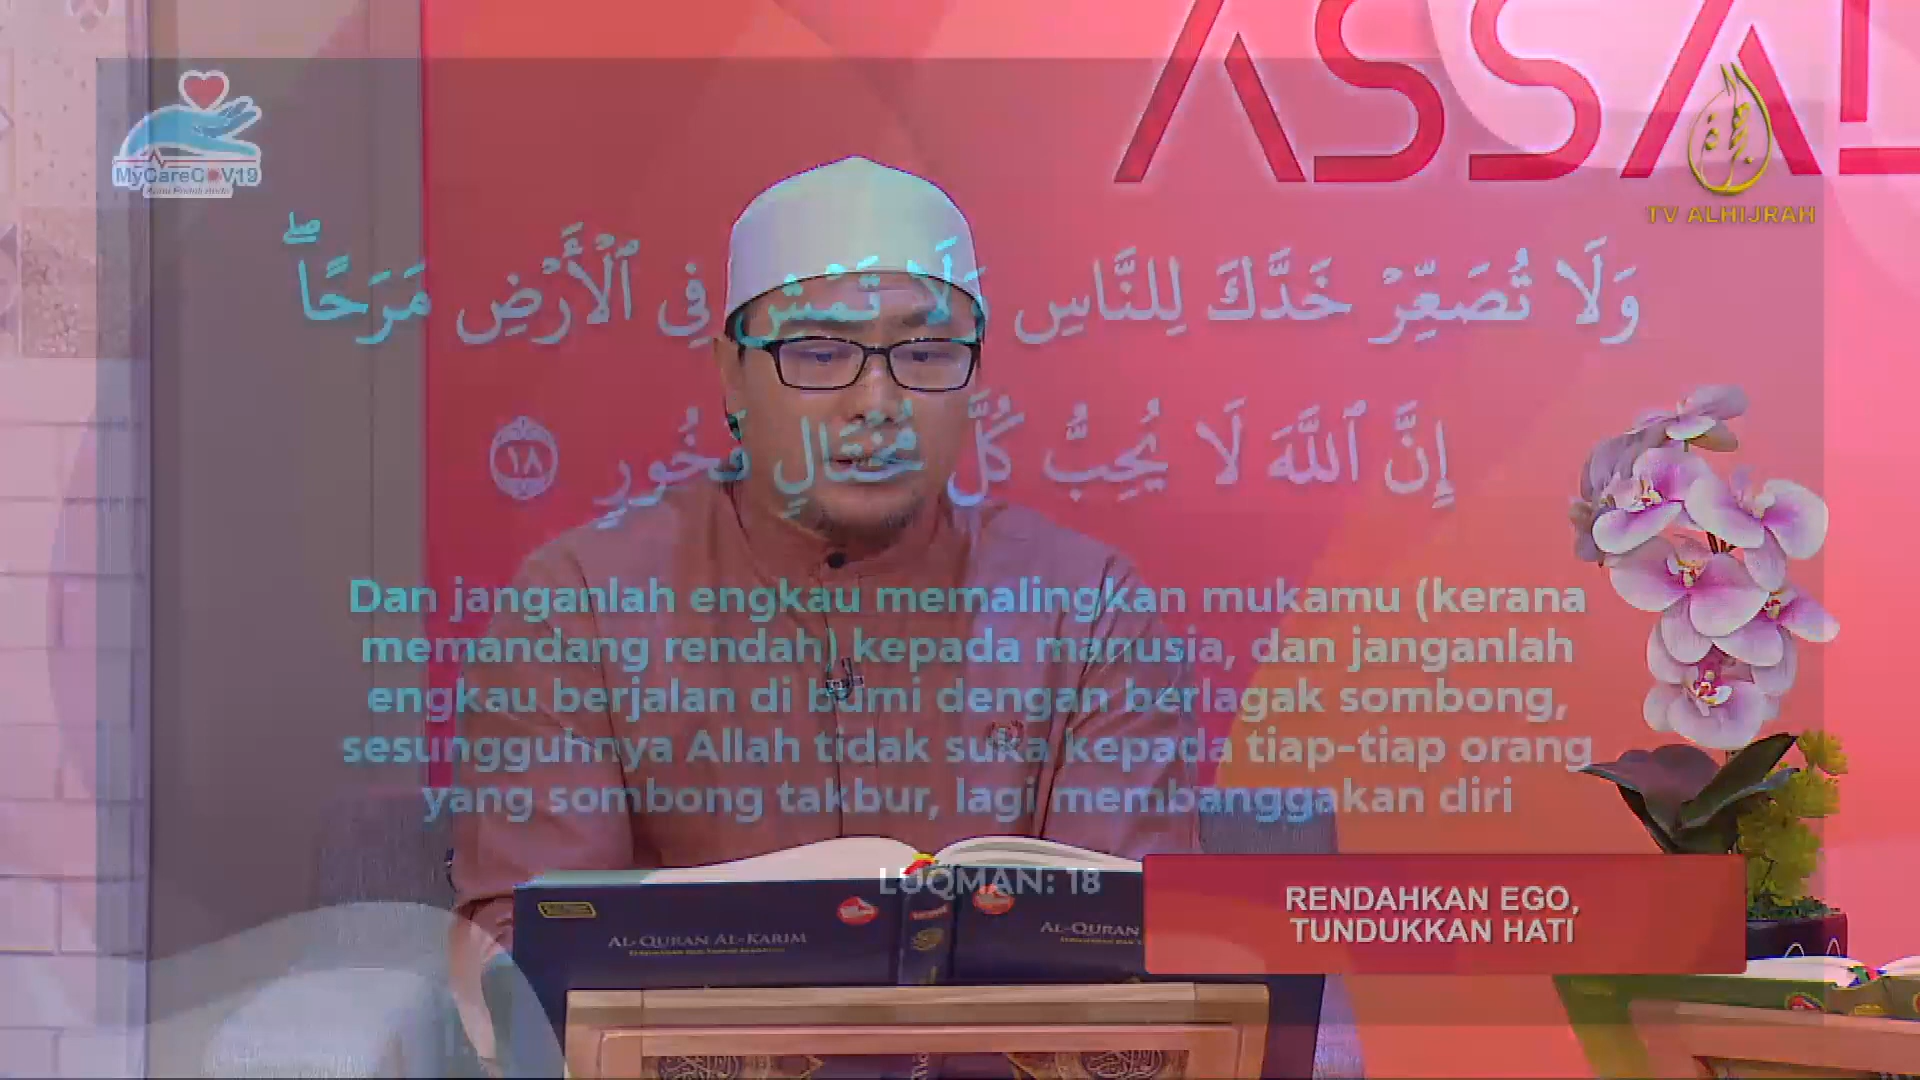 ASSAL
MyCareCOV19
TV ALHIJRAH
وَلَا تُصَعِّرْ خَدَّكَ لِلنَّاسِ وَلَا تَمْشِ فِى ٱلْأَرْضِ مَرَحًا ۖ
إِنَّ ٱللَّهَ لَا يُحِبُّ كُلَّ مُخْتَالٍ فَخُورٍ ١٨
Dan janganlah engkau memalingkan mukamu (kerana
memandang rendah) kepada manusia, dan janganlah
engkau berjalan di bumi dengan berlagak sombong,
sesungguhnya Allah tidak suka kepada tiap-tiap orang
yang sombong takbur, lagi membanggakan diri
LUQMAN: 18
RENDAHKAN EGO,
TUNDUKKAN HATI
AL-QURAN AL-KARIM
AL-QURAN